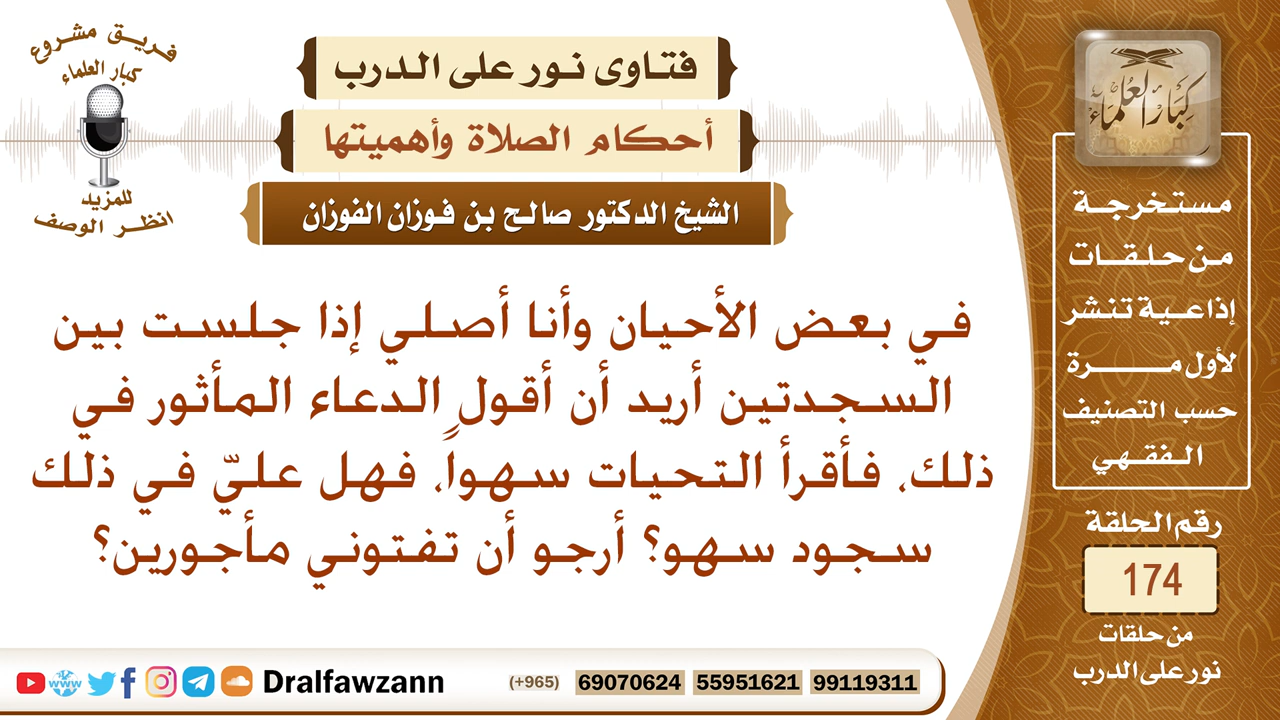 فريق مشروع
كبار العلماء
للمزيد
انظر الوصف
فتاوى نور على الدرب
أحكام الصلاة وأهميتها
الشيخ الدكتور صالح بن فوزان الفوزان
في بعض الأحيان وأنا أصلي إذا جلست بين
السجدتين أريد أن أقول الدعاء المأثور في
ذلك، فأقرأ التحيات سهواً، فهل عليّ في ذلك
سجود سهو؟ أرجو أن تفتوني مأجورين؟
كبار العلماء
مستخرجة
من حلقات
إذاعية تنشر
لأول مرة
حسب التصنيف
الفقهي
رقم الحلقة
174
من حلقات
نور على الدرب
www Dralfawzann (+965) 69070624 55951621 99119311